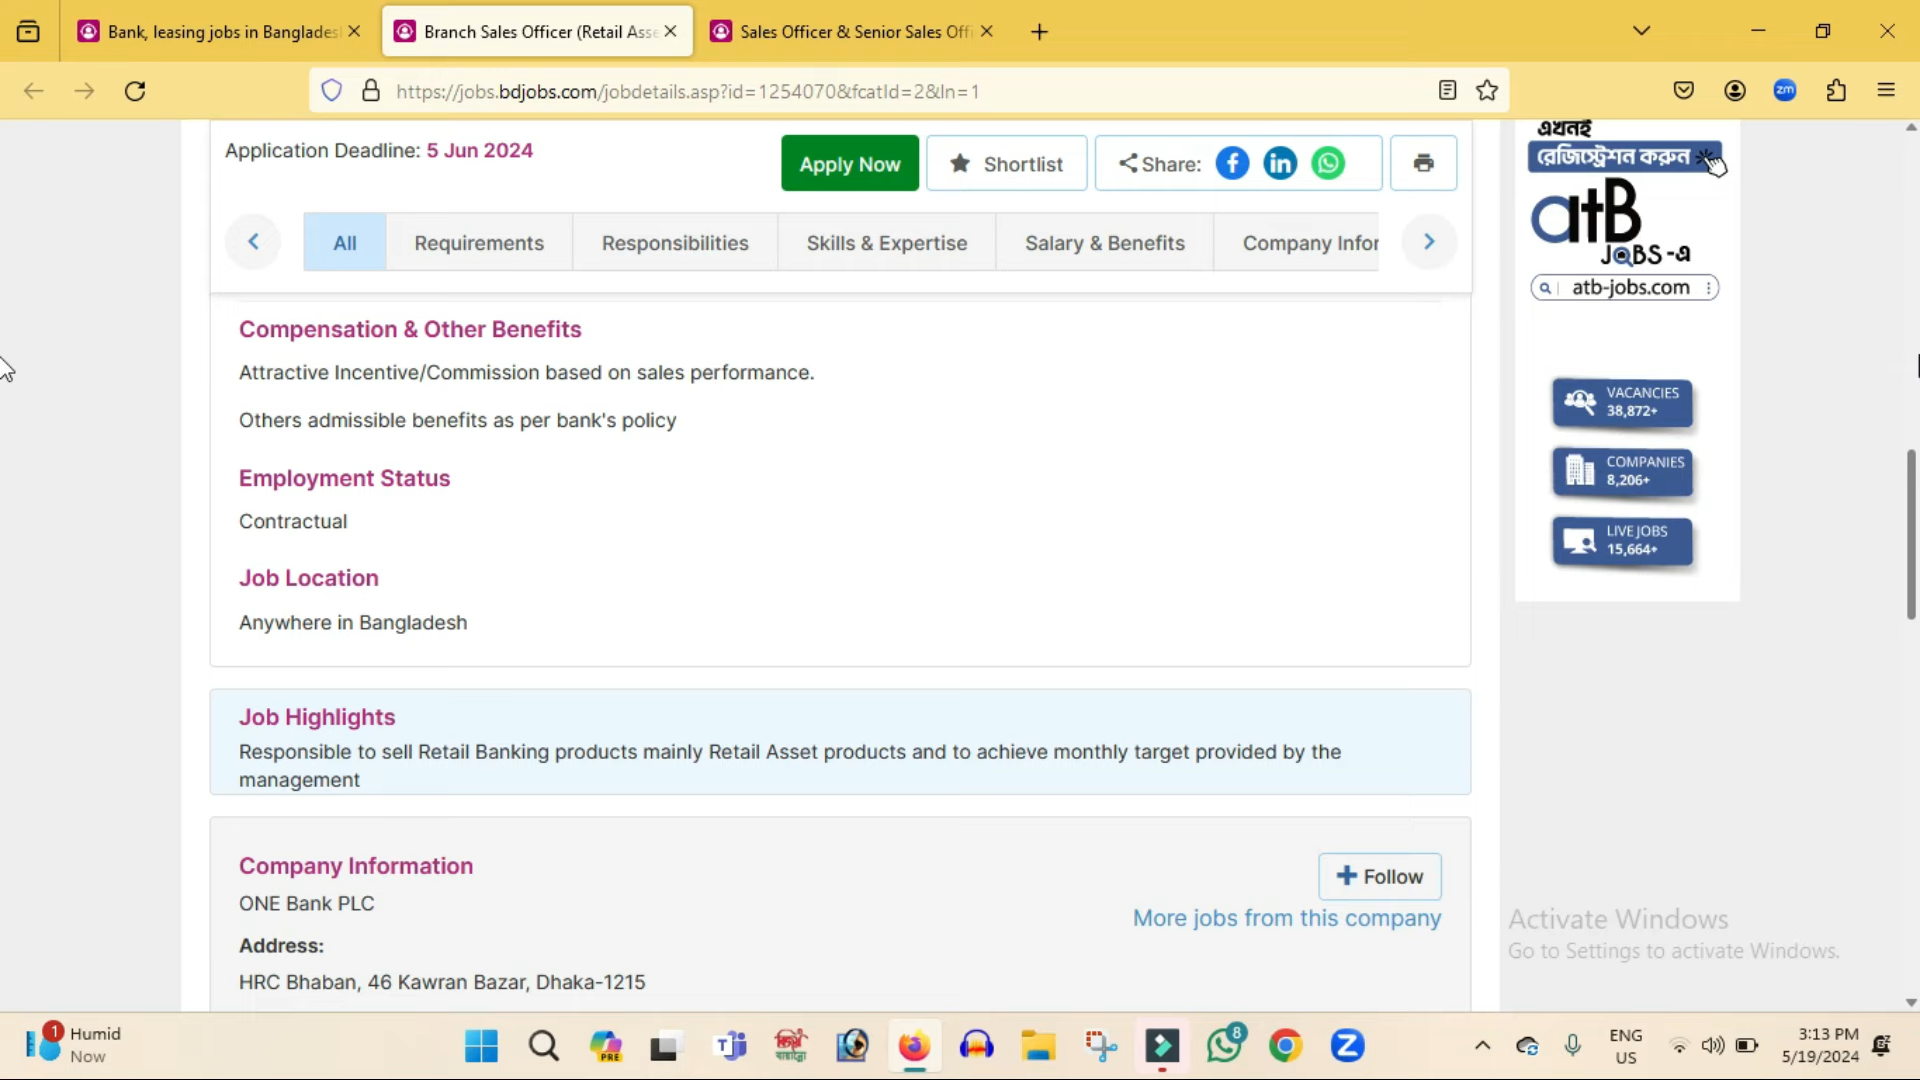 Bank, leasing jobs in Banglades
Branch Sales Officer (Retail Asse
Sales Officer & Senior Sales Offi
https://jobs.bdjobs.com/jobdetails.asp?id=1254070&fcatId=2&ln=1
zm
Application Deadline: 5 Jun 2024
Apply Now
Shortlist
Share:
All
Requirements
Responsibilities
Skills & Expertise
Salary & Benefits
Company Infor
Compensation & Other Benefits
Attractive Incentive/Commission based on sales performance.
Others admissible benefits as per bank's policy
Employment Status
Contractual
Job Location
Anywhere in Bangladesh
Job Highlights
Responsible to sell Retail Banking products mainly Retail Asset products and to achieve monthly target provided by the
management
Company Information
Follow
ONE Bank PLC
More jobs from this company
Address:
HRC Bhaban, 46 Kawran Bazar, Dhaka-1215
এখনই
রেজিস্ট্রেশন করুন
atB
JOBS -এ
atb-jobs.com
VACANCIES
38,872+
COMPANIES
8,206+
LIVE JOBS
15,664+
Activate Windows
Go to Settings to activate Windows.
1
Humid
Now
PRE
8
ENG
US
3:13 PM
5/19/2024